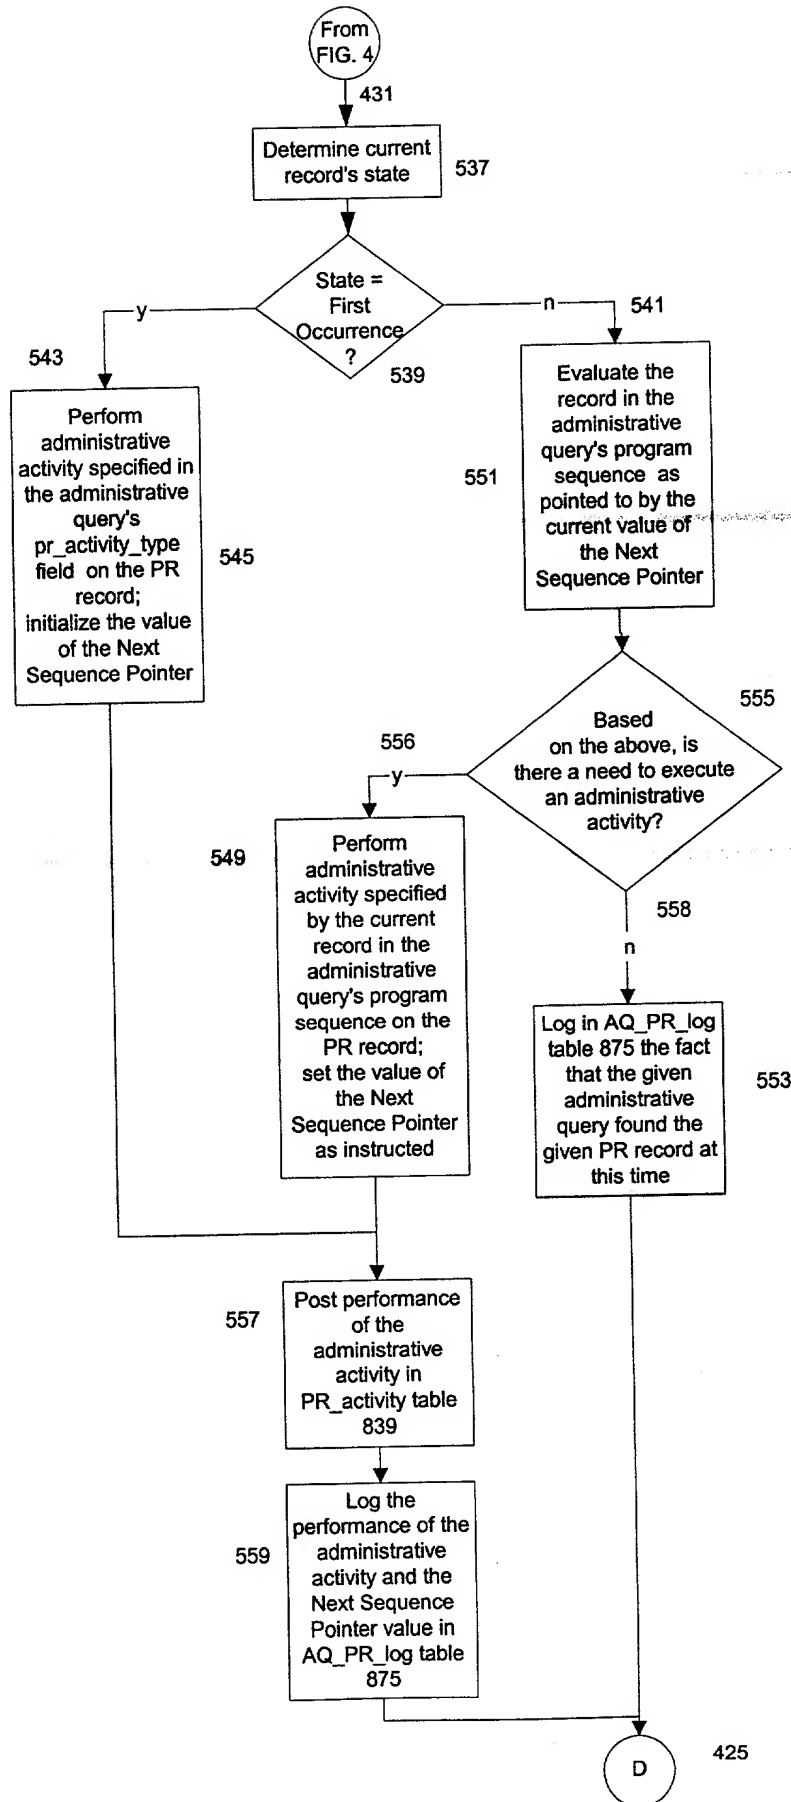 From
FIG. 4
431
Determine current
record's state
537
State =
First
Occurrence
?
539
y
n
541
543
Perform
administrative
activity specified in
the administrative
query's
pr_activity_type
field on the PR
record;
initialize the value
of the Next
Sequence Pointer
545
551
Evaluate the
record in the
administrative
query's program
sequence as
pointed to by the
current value of
the Next
Sequence Pointer
555
Based
on the above, is
there a need to execute
an administrative
activity?
556
y
558
n
549
Perform
administrative
activity specified
by the current
record in the
administrative
query's program
sequence on the
PR record;
set the value of
the Next
Sequence Pointer
as instructed
Log in AQ_PR_log
table 875 the fact
that the given
administrative
query found the
given PR record at
this time
553
557
Post performance
of the
administrative
activity in
PR_activity table
839
559
Log the
performance of the
administrative
activity and the
Next Sequence
Pointer value in
AQ_PR_log table
875
D
425